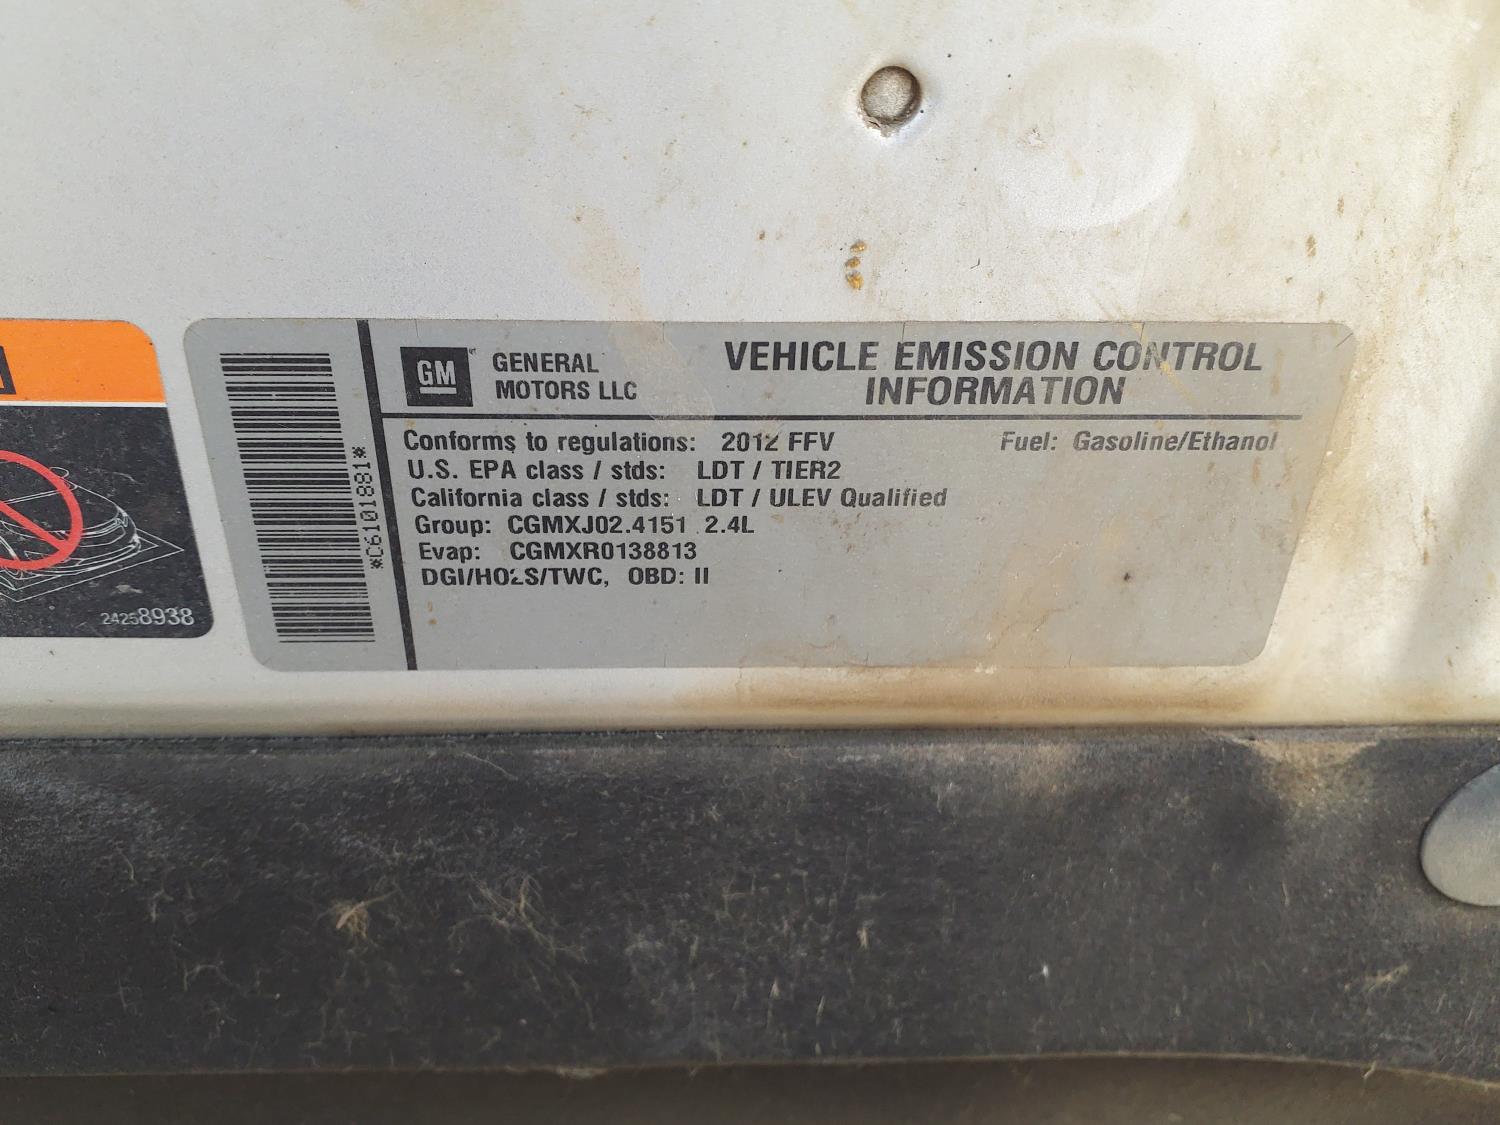 GM
GENERAL
MOTORS LLC
VEHICLE EMISSION CONTROL
INFORMATION
Conforms to regulations: 2012 FFV
Fuel: Gasoline/Ethanol
U.S. EPA class / stds: LDT / TIER2
California class / stds: LDT / ULEV Qualified
Group: CGMXJ02.4151 2.4L
Evap: CGMXR0138813
DGI/HO2S/TWC, OBD: II
*C6101881*
24258938